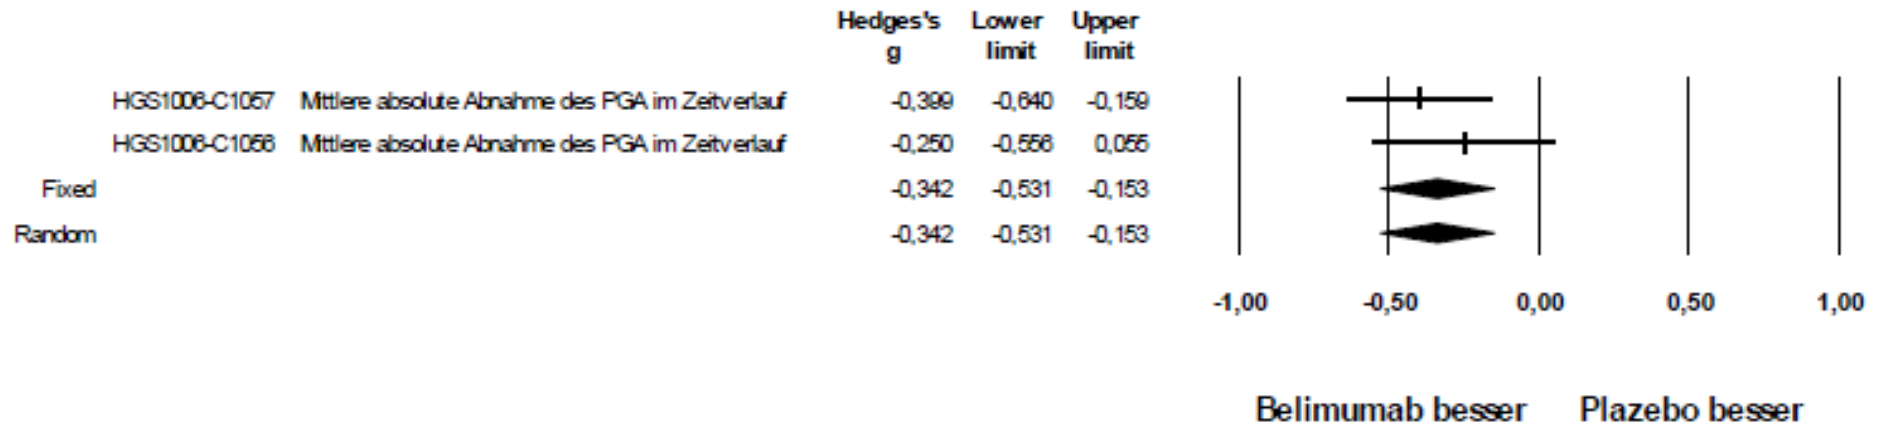 Hedges's Lower Upper
g limit limit
HGS1006-C1057 Mittlere absolute Abnahme des PGA im Zeitverlauf -0,399 -0,640 -0,159
HGS1006-C1056 Mittlere absolute Abnahme des PGA im Zeitverlauf -0,250 -0,556 0,055
Fixed -0,342 -0,531 -0,153
Random -0,342 -0,531 -0,153
-1,00 -0,50 0,00 0,50 1,00
Belimumab besser Plazebo besser